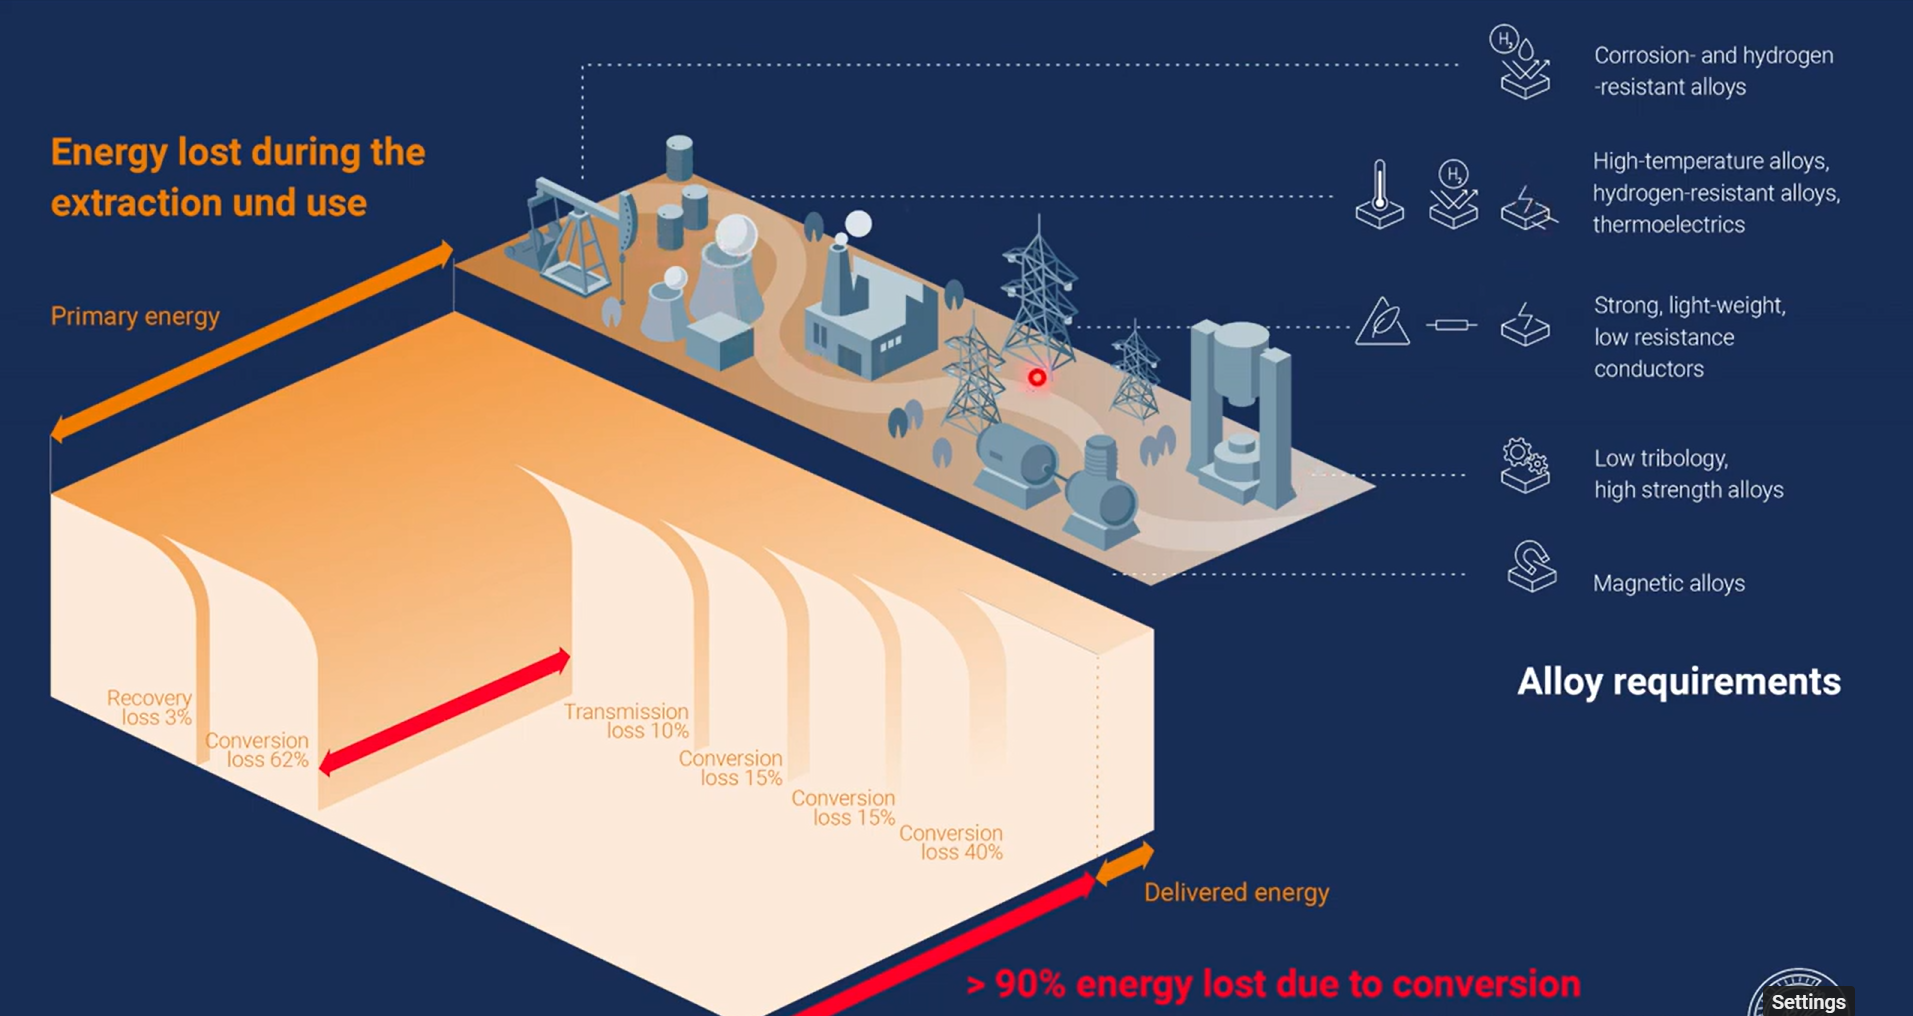 Energy lost during the
extraction und use
Primary energy
H₂
Corrosion- and hydrogen
-resistant alloys
H₂
High-temperature alloys,
hydrogen-resistant alloys,
thermoelectrics
Strong, light-weight,
low resistance
conductors
Low tribology,
high strength alloys
Magnetic alloys
Alloy requirements
Recovery
loss 3%
Conversion
loss 62%
Transmission
loss 10%
Conversion
loss 15%
Conversion
loss 15%
Conversion
loss 40%
Delivered energy
> 90% energy lost due to conversion
Settings